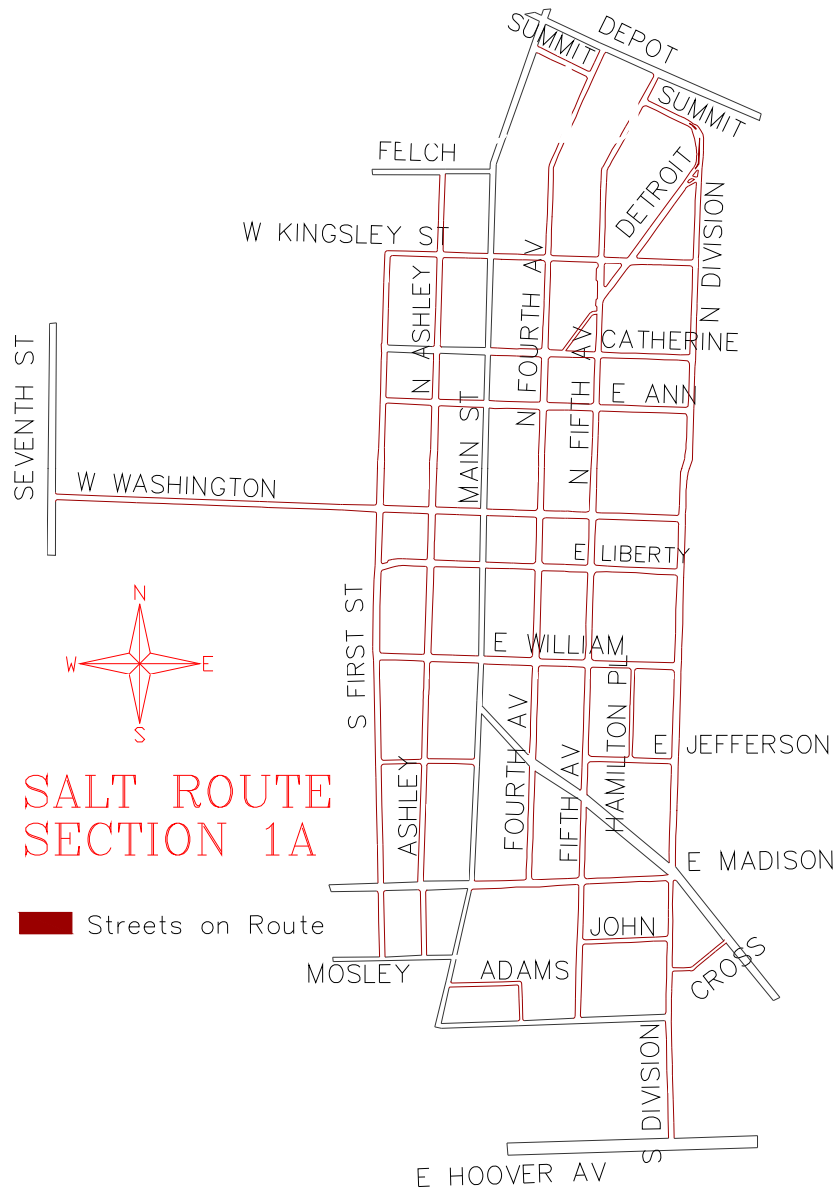 DEPOT
SUMMIT
SUMMIT
FELCH
DETROIT
N DIVISION
W KINGSLEY ST
N ASHLEY
N FOURTH AV
CATHERINE
SEVENTH ST
N FIFTH AV
E ANN
MAIN ST
W WASHINGTON
E LIBERTY
N
W
E
S
S FIRST ST
E WILLIAM
HAMILTON PL
FOURTH AV
FIFTH AV
E JEFFERSON
ASHLEY
SALT ROUTE
SECTION 1A
E MADISON
Streets on Route
JOHN
MOSLEY
ADAMS
CROSS
S DIVISION
E HOOVER AV